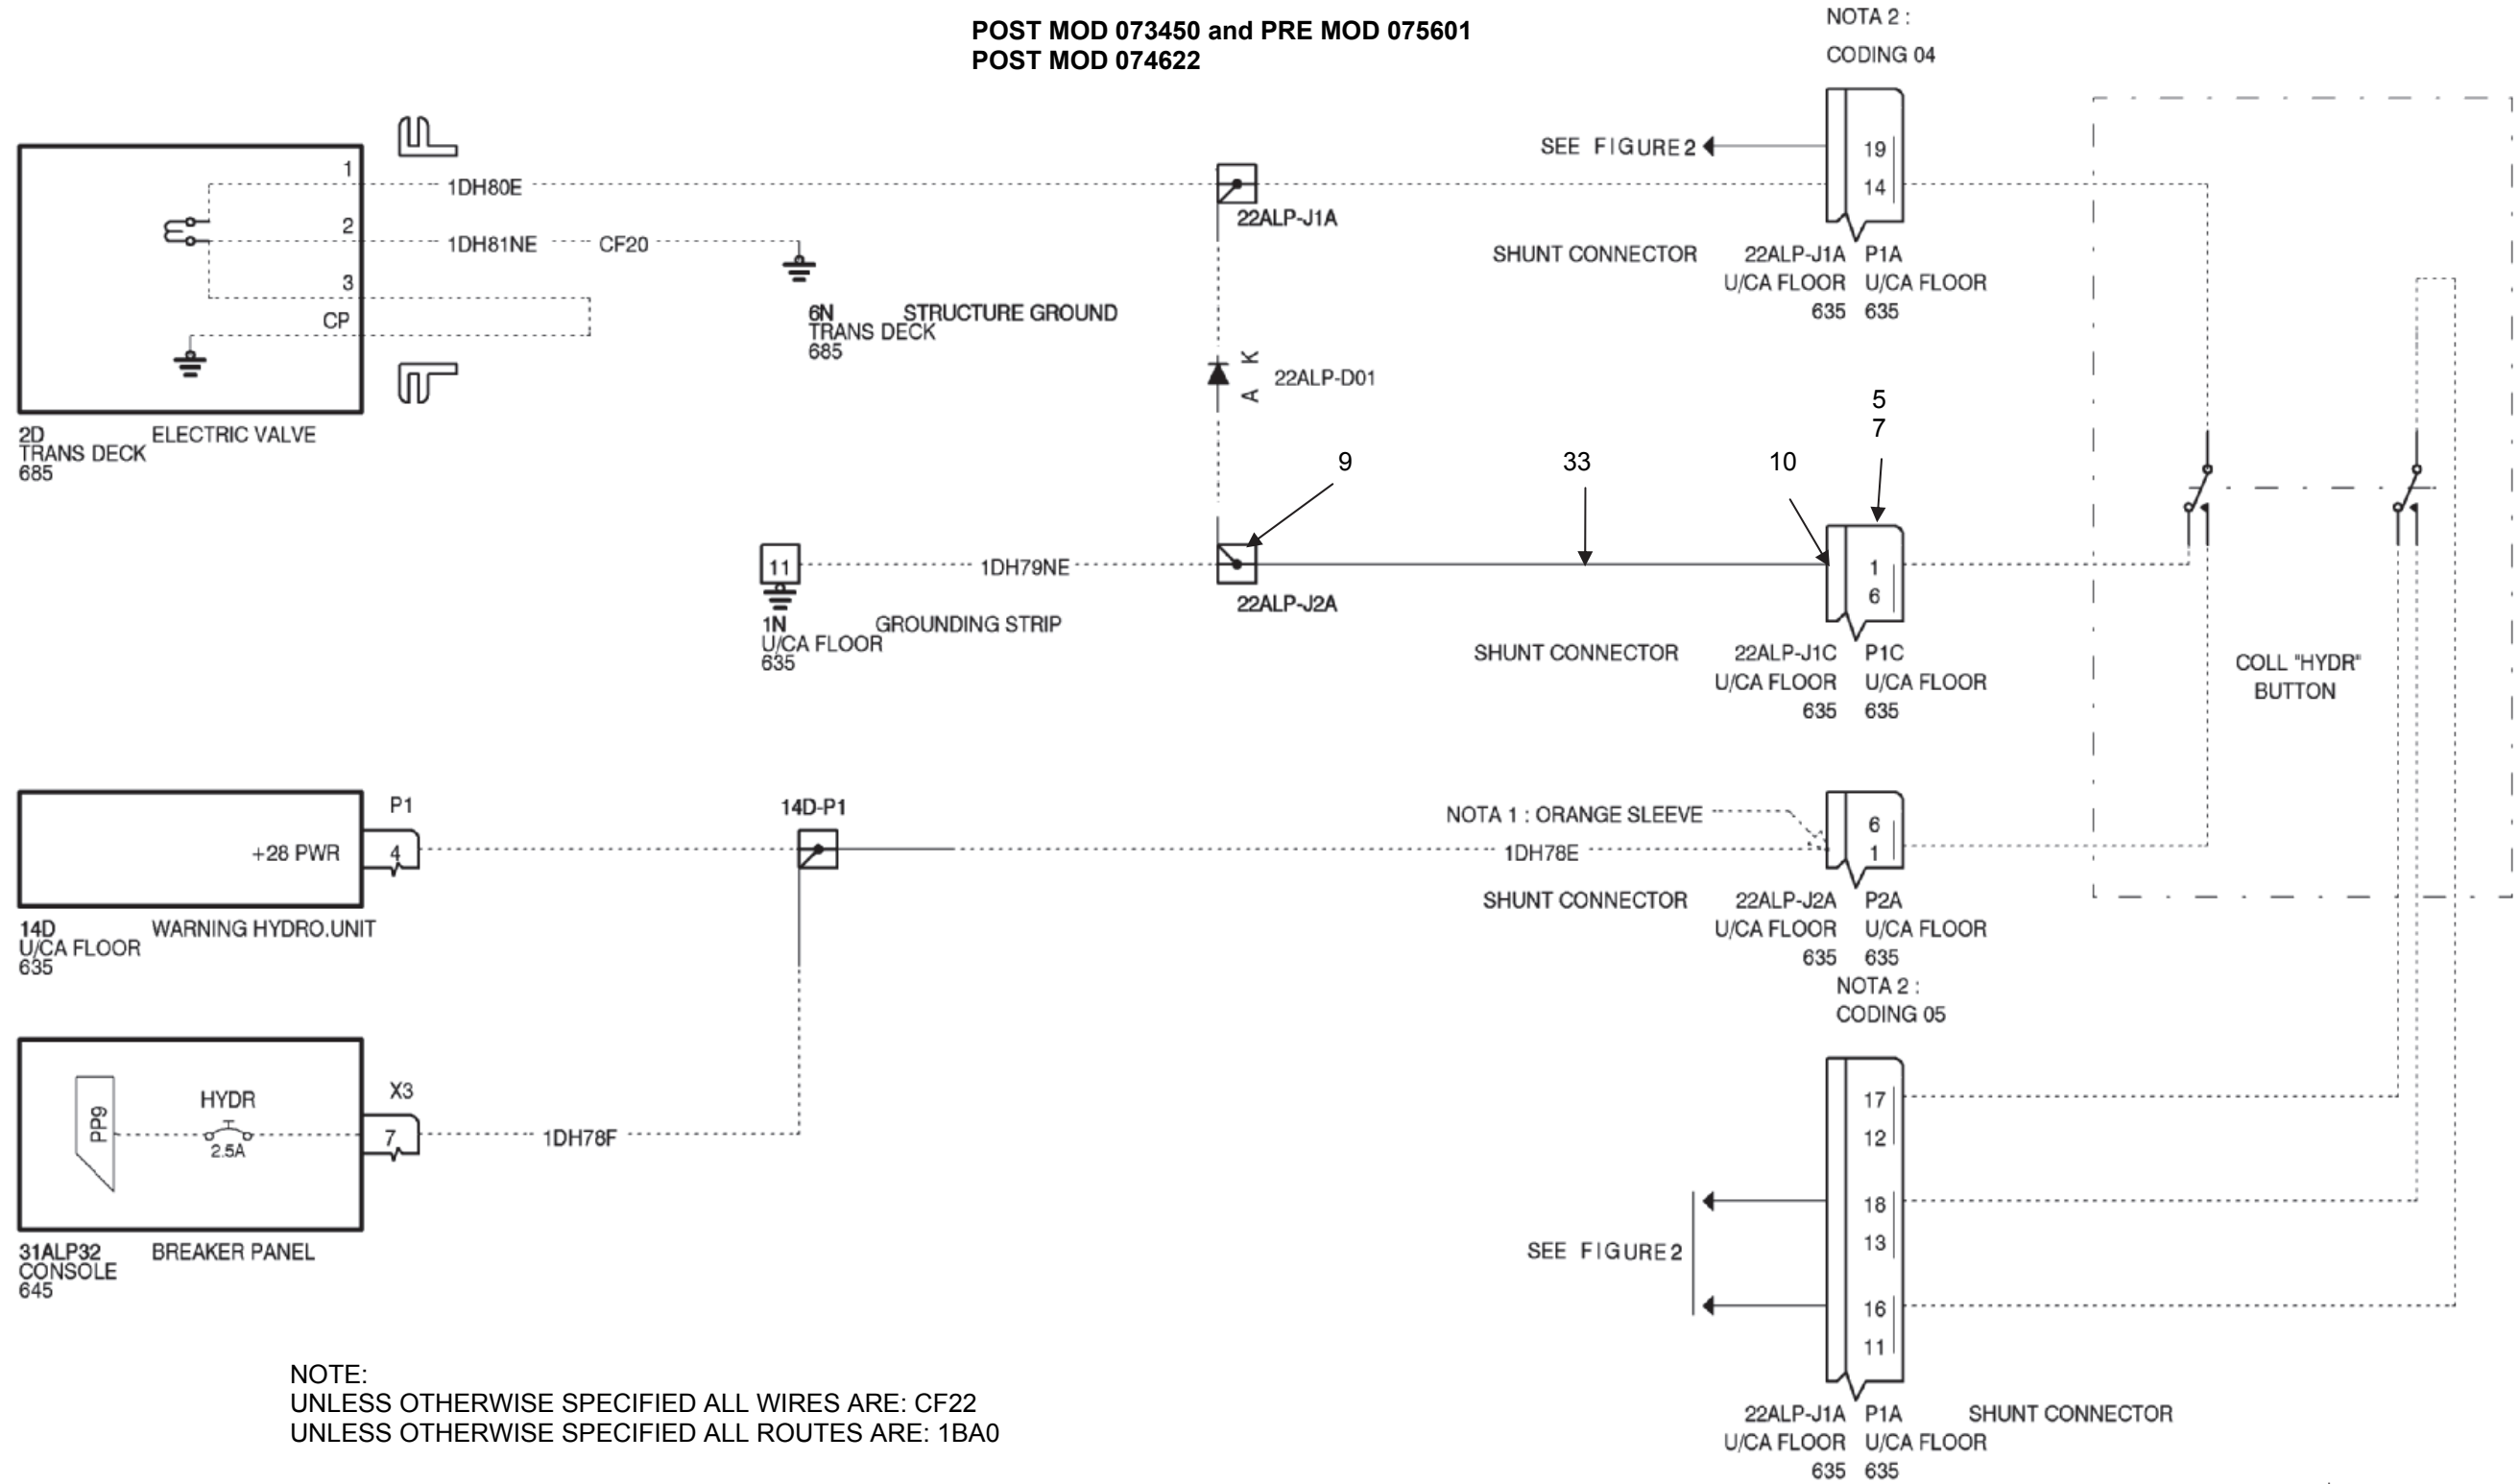 POST MOD 073450 and PRE MOD 075601
POST MOD 074622
NOTA 2 :
CODING 04
1
1DH80E
2
1DH81NE
CF20
3
CP
2D
ELECTRIC VALVE
TRANS DECK
685
6N
STRUCTURE GROUND
TRANS DECK
685
22ALP-J1A
SEE FIGURE2
19
14
SHUNT CONNECTOR
22ALP-J1A
P1A
U/CA FLOOR
U/CA FLOOR
635
635
K
A
22ALP-D01
5
7
9
33
10
11
1DH79NE
1N
GROUNDING STRIP
U/CA FLOOR
635
22ALP-J2A
1
6
SHUNT CONNECTOR
22ALP-J1C
P1C
U/CA FLOOR
U/CA FLOOR
635
635
COLL "HYDR"
BUTTON
P1
+28 PWR
4
14D
WARNING HYDRO.UNIT
U/CA FLOOR
635
14D-P1
NOTA 1 : ORANGE SLEEVE
1DH78E
6
1
SHUNT CONNECTOR
22ALP-J2A
P2A
U/CA FLOOR
U/CA FLOOR
635
635
NOTA 2 :
CODING 05
PP9
HYDR
2.5A
X3
7
1DH78F
31ALP32
BREAKER PANEL
CONSOLE
645
17
12
18
13
SEE FIGURE2
16
11
22ALP-J1A
P1A
SHUNT CONNECTOR
U/CA FLOOR
U/CA FLOOR
635
635
NOTE:
UNLESS OTHERWISE SPECIFIED ALL WIRES ARE: CF22
UNLESS OTHERWISE SPECIFIED ALL ROUTES ARE: 1BA0